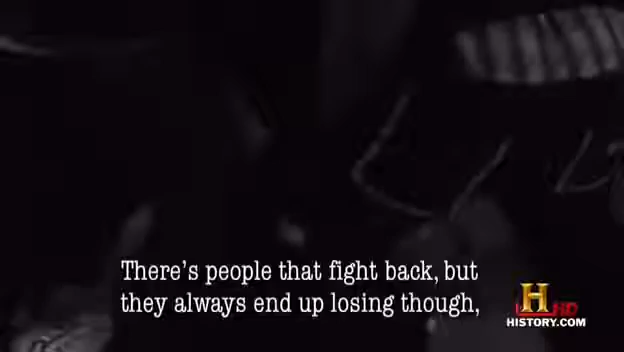 There's people that fight back, but
they always end up losing though,
H
HD
HISTORY.COM